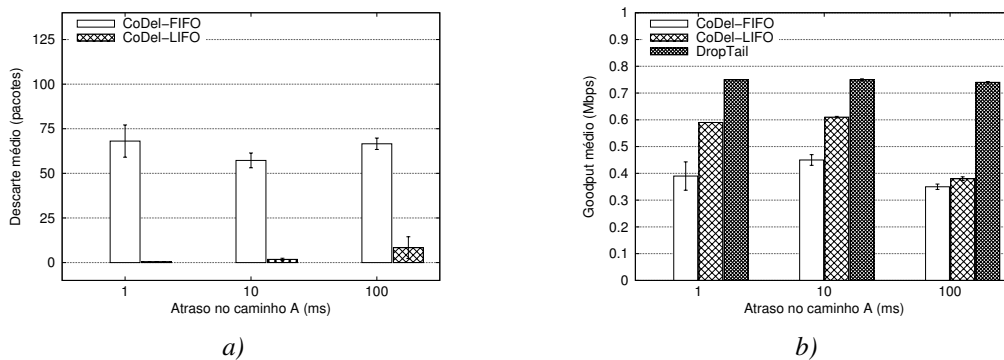 CoDel-FIFO
CoDel-LIFO
125
100
75
50
25
0
Descarte médio (pacotes)
1 10 100
Atraso no caminho A (ms)
a)
CoDel-FIFO
CoDel-LIFO
DropTail
1
0.9
0.8
0.7
0.6
0.5
0.4
0.3
0.2
0.1
0
Goodput médio (Mbps)
1 10 100
Atraso no caminho A (ms)
b)